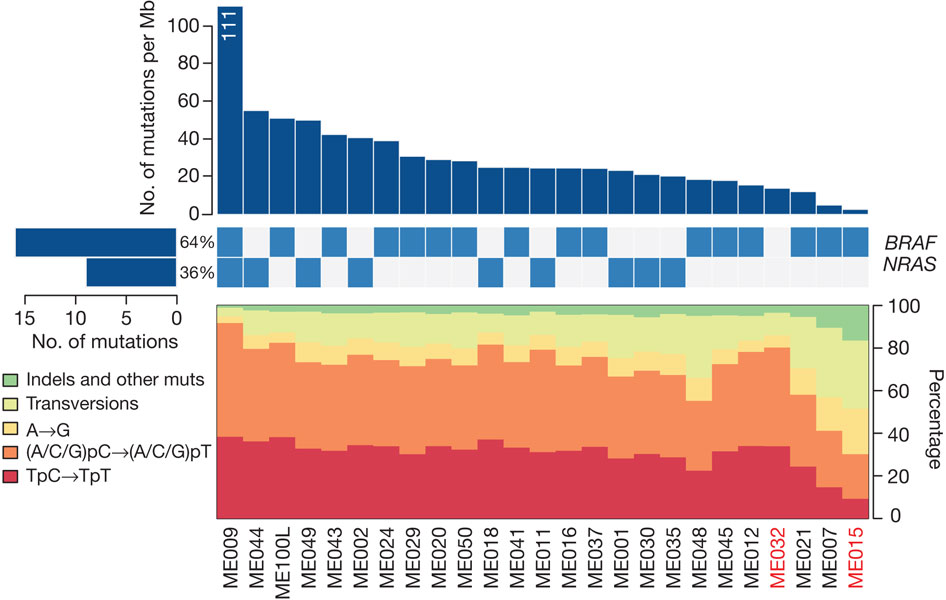 No. of mutations per Mb
100
80
60
40
20
0
111
64%
36%
BRAF
NRAS
15
10
5
0
No. of mutations
Indels and other muts
Transversions
A→G
(A/C/G)pC→(A/C/G)pT
TpC→TpT
100
80
60
40
20
0
Percentage
ME009
ME044
ME100L
ME049
ME043
ME002
ME024
ME029
ME020
ME050
ME018
ME041
ME011
ME016
ME037
ME001
ME030
ME035
ME048
ME045
ME012
ME032
ME021
ME007
ME015